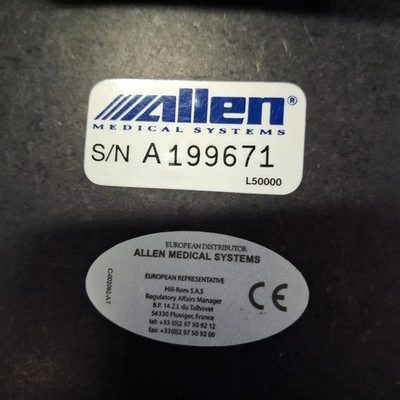 Allen®
MEDICAL SYSTEMS
S/N A199671
L50000
EUROPEAN DISTRIBUTOR
ALLEN MEDICAL SYSTEMS
EUROPEAN REPRESENTATIVE
Hill-Rom S.A.S
Regulatory Affairs Manager
B.P. 14 Z.I. du Talhovet
56330 Pluvigner, France
tel: +33 (0)2 97 50 92 12
fax: +33(0)2 97 50 92 00
CE